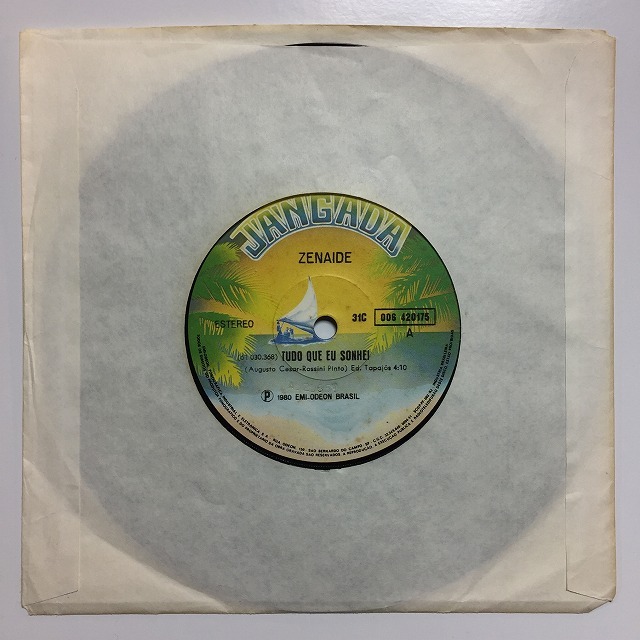 JANGADA
ZENAIDE
ESTEREO
31C 006 420175
A
(61 030.368) TUDO QUE EU SONHEI
(Augusto Cesar-Rossini Pinto) Ed. Tapajós 4:10
Ⓟ 1980 EMI-ODEON BRASIL